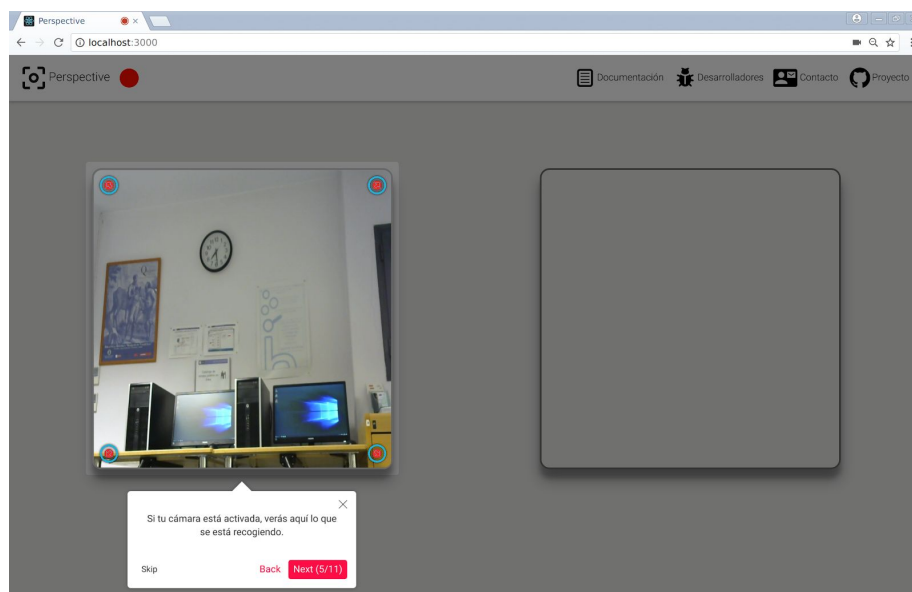 Perspective
localhost:3000
Perspective
Documentación
Desarrolladores
Contacto
Proyecto
Si tu cámara está activada, verás aquí lo que
se está recogiendo.
Skip
Back
Next (5/11)